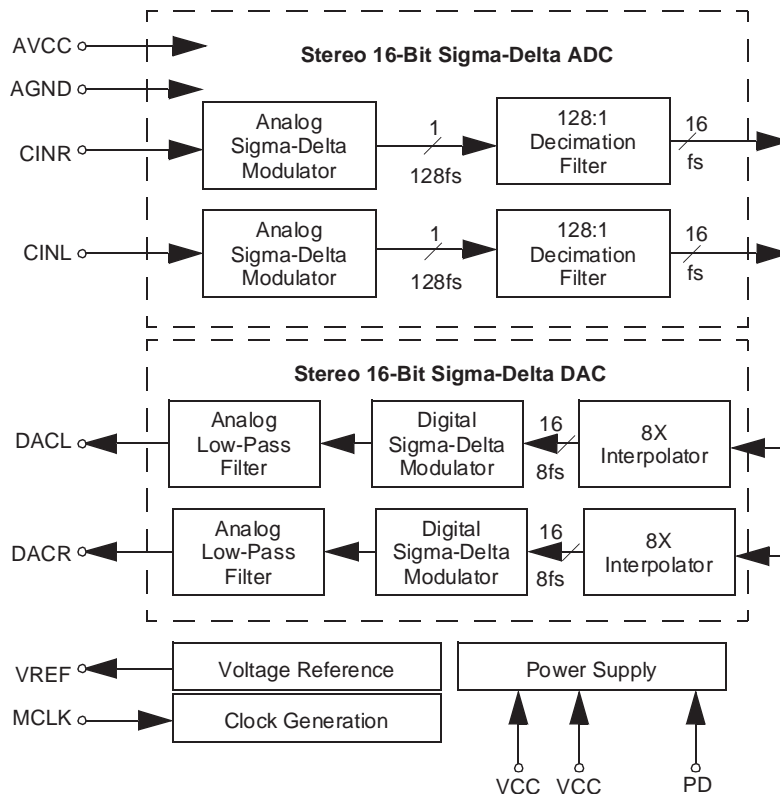 AVCC
Stereo 16-Bit Sigma-Delta ADC
AGND
CINR
Analog
Sigma-Delta
Modulator
1
128fs
128:1
Decimation
Filter
16
fs
CINL
Analog
Sigma-Delta
Modulator
1
128fs
128:1
Decimation
Filter
16
fs
Stereo 16-Bit Sigma-Delta DAC
DACL
Analog
Low-Pass
Filter
Digital
Sigma-Delta
Modulator
16
8fs
8X
Interpolator
DACR
Analog
Low-Pass
Filter
Digital
Sigma-Delta
Modulator
16
8fs
8X
Interpolator
VREF
Voltage Reference
Power Supply
MCLK
Clock Generation
VCC
VCC
PD